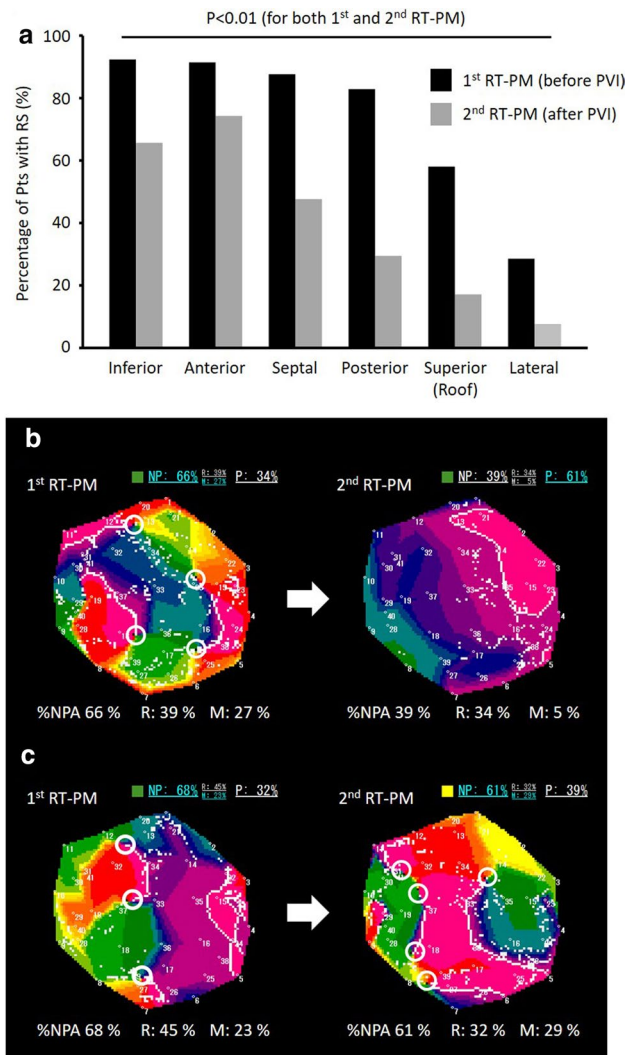 a
P<0.01 (for both 1st and 2nd RT-PM)
Percentage of Pts with RS (%)
100
80
60
40
20
0
1st RT-PM (before PVI)
2nd RT-PM (after PVI)
Inferior Anterior Septal Posterior Superior (Roof) Lateral
b
1st RT-PM
NP: 66% R: 39% M: 27% P: 34%
2nd RT-PM
NP: 39% R: 34% M: 5% P: 61%
%NPA 66 % R: 39 % M: 27 %
%NPA 39 % R: 34 % M: 5 %
c
1st RT-PM
NP: 68% R: 45% M: 23% P: 32%
2nd RT-PM
NP: 61% R: 32% M: 29% P: 39%
%NPA 68 % R: 45 % M: 23 %
%NPA 61 % R: 32 % M: 29 %